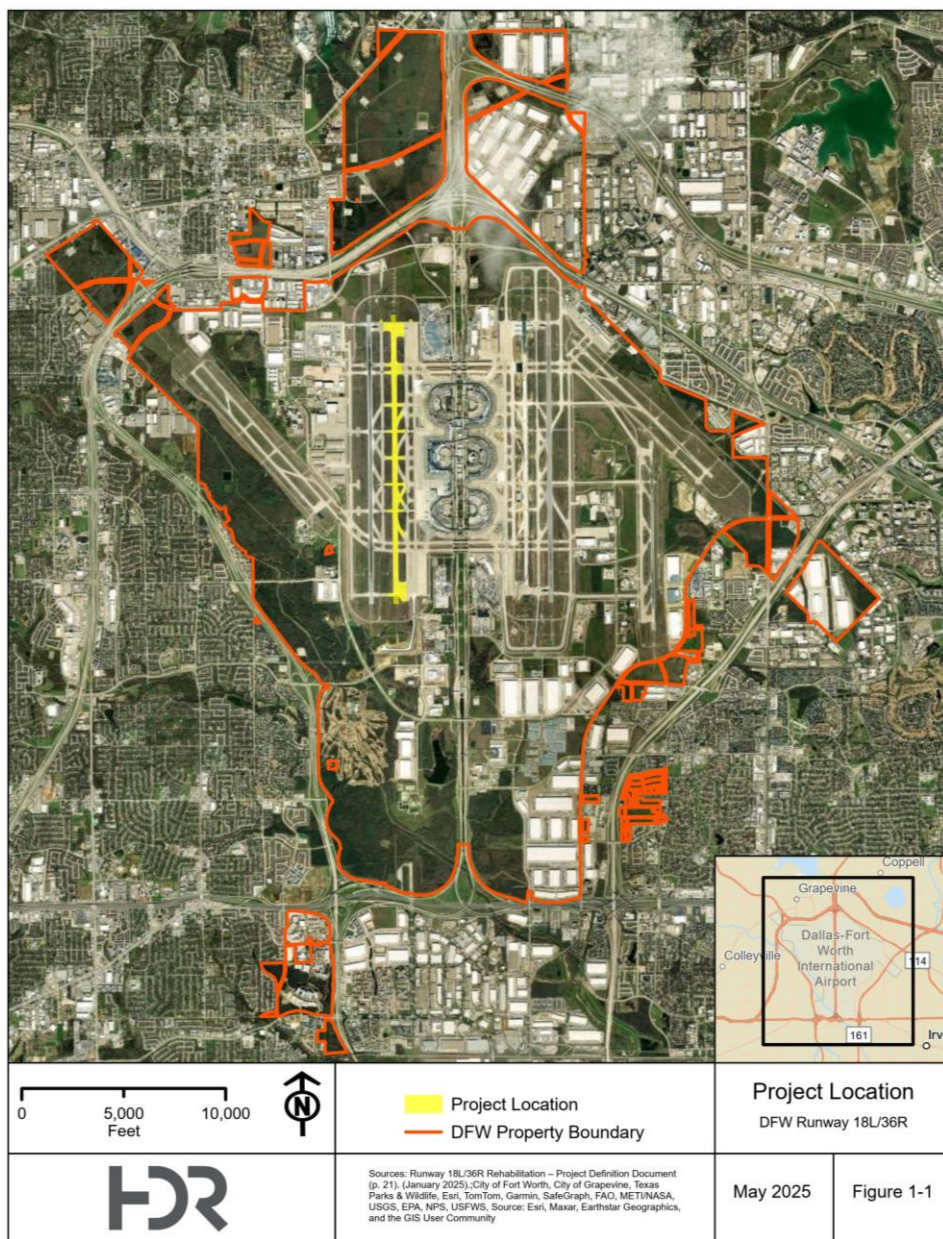 Coppell
Grapevine
Dallas-Fort
Worth
International
Airport
Colleyville
114
161
Irv
0 5,000 10,000
Feet
N
Project Location
DFW Property Boundary
Project Location
DFW Runway 18L/36R
HDR
Sources: Runway 18L/36R Rehabilitation – Project Definition Document
(p. 21). (January 2025).;City of Fort Worth, City of Grapevine, Texas
Parks & Wildlife, Esri, TomTom, Garmin, SafeGraph, FAO, METI/NASA,
USGS, EPA, NPS, USFWS, Source: Esri, Maxar, Earthstar Geographics,
and the GIS User Community
May 2025
Figure 1-1